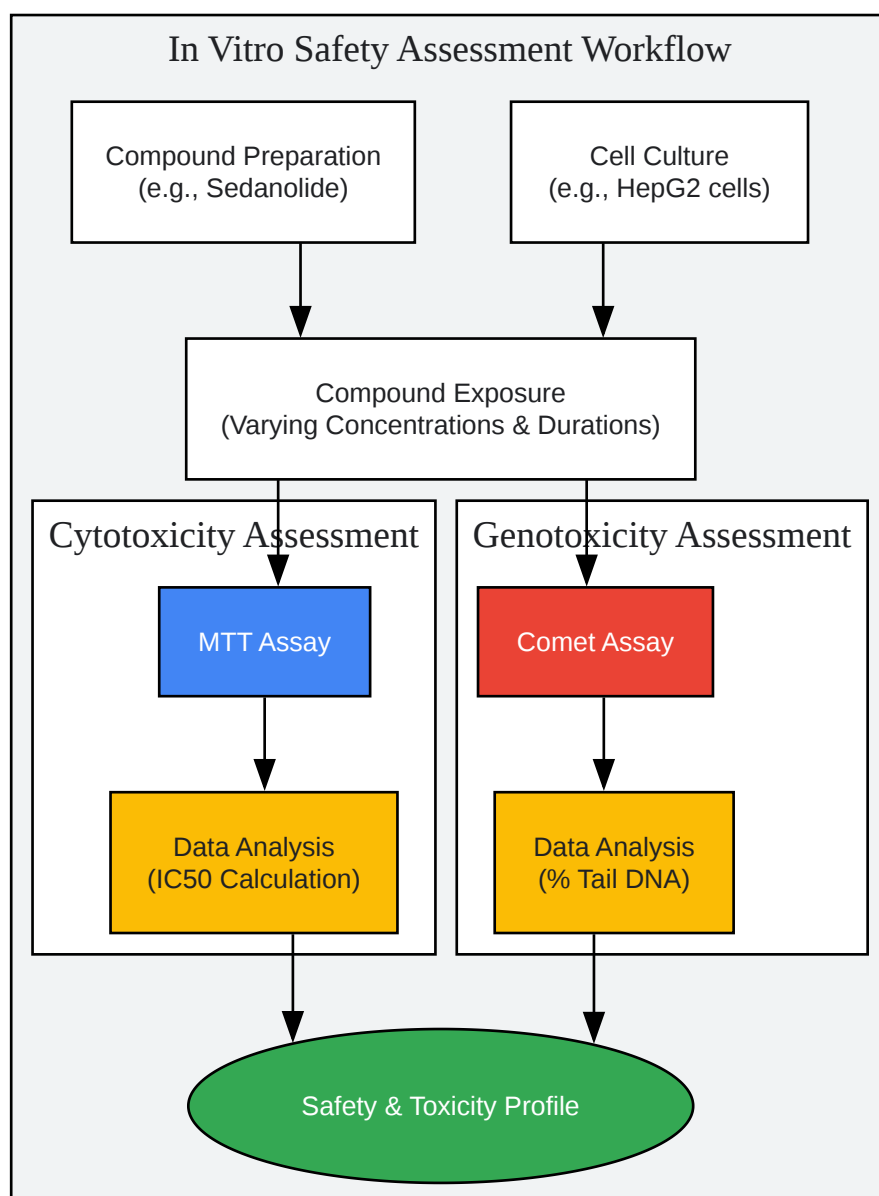 In Vitro Safety Assessment Workflow
Compound Preparation
(e.g., Sedanolide)
Cell Culture
(e.g., HepG2 cells)
Compound Exposure
(Varying Concentrations & Durations)
Cytotoxicity Assessment
Genotoxicity Assessment
MTT Assay
Comet Assay
Data Analysis
(IC50 Calculation)
Data Analysis
(% Tail DNA)
Safety & Toxicity Profile